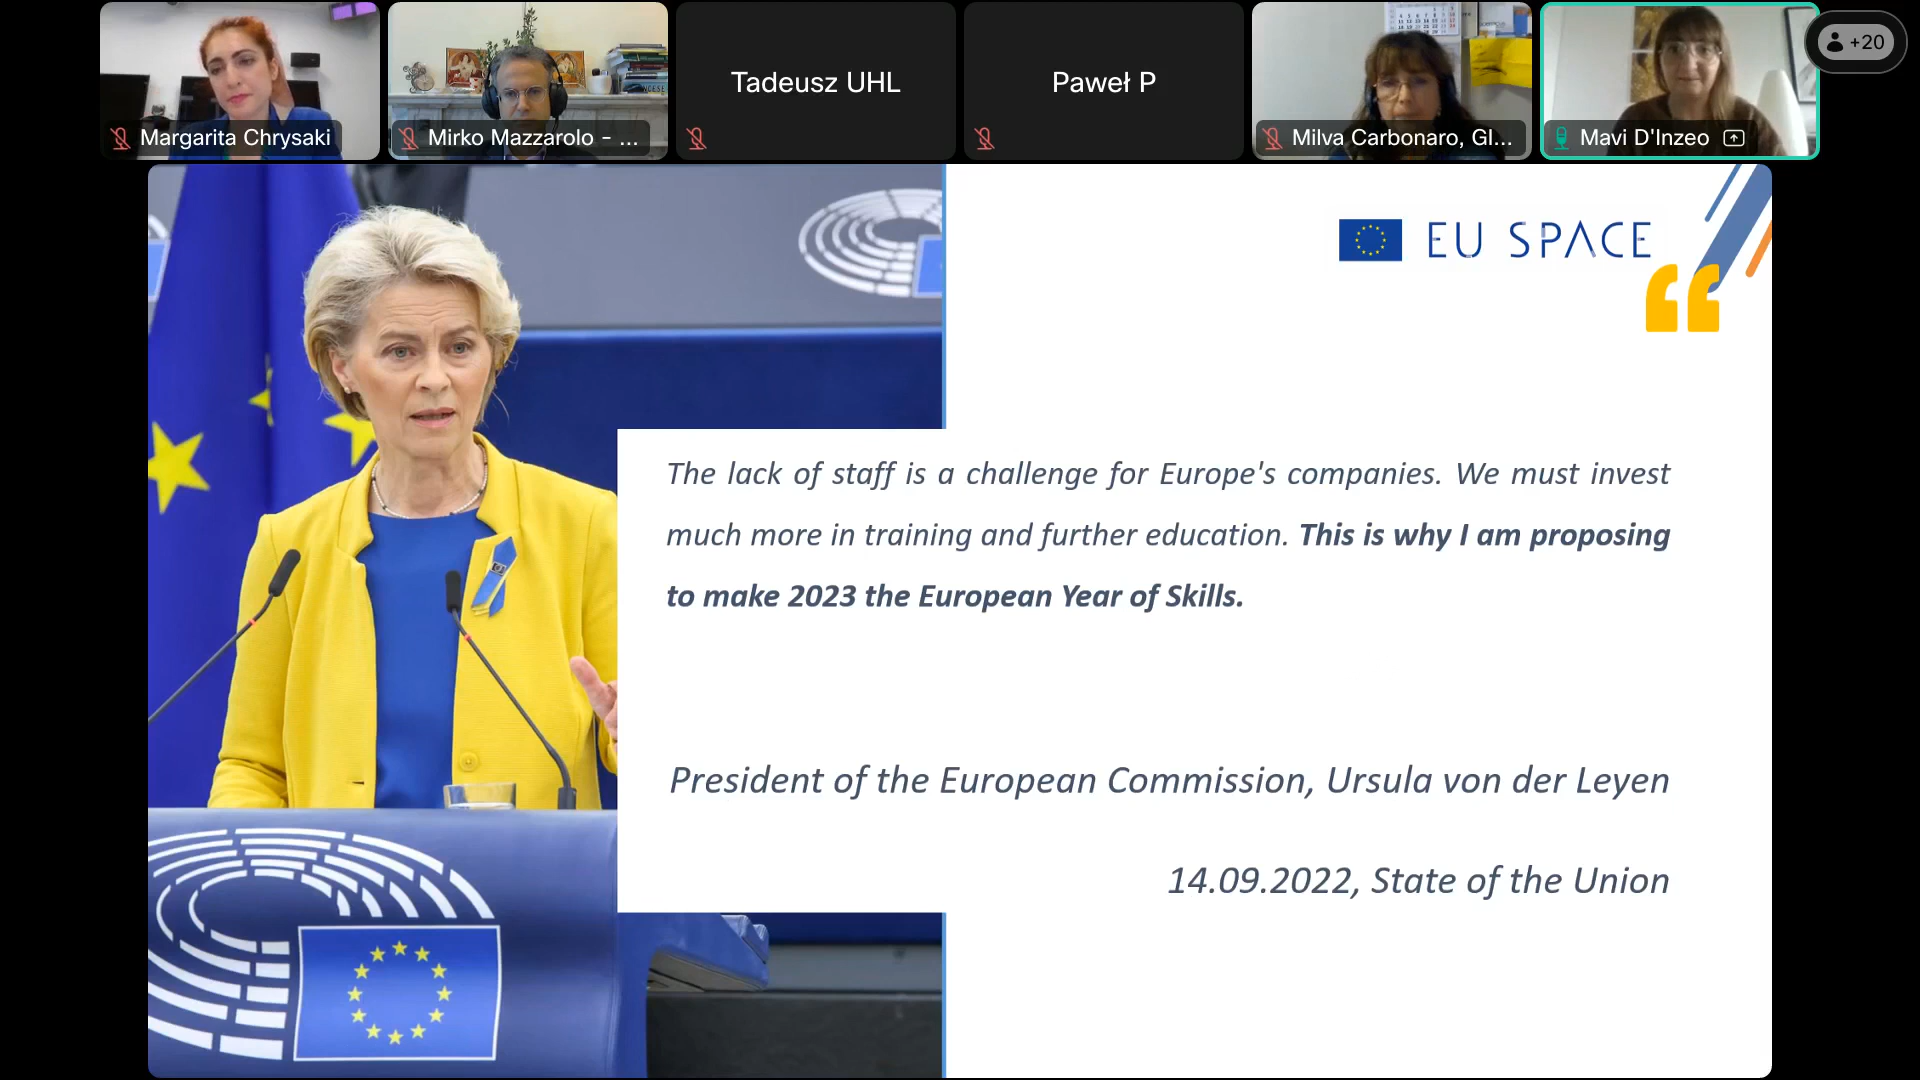 Margarita Chrysaki
Mirko Mazzarolo - ...
Tadeusz UHL
Paweł P
Milva Carbonaro, GI...
Mavi D'Inzeo
+20
EU SPACE
The lack of staff is a challenge for Europe's companies. We must invest
much more in training and further education. This is why I am proposing
to make 2023 the European Year of Skills.
President of the European Commission, Ursula von der Leyen
14.09.2022, State of the Union